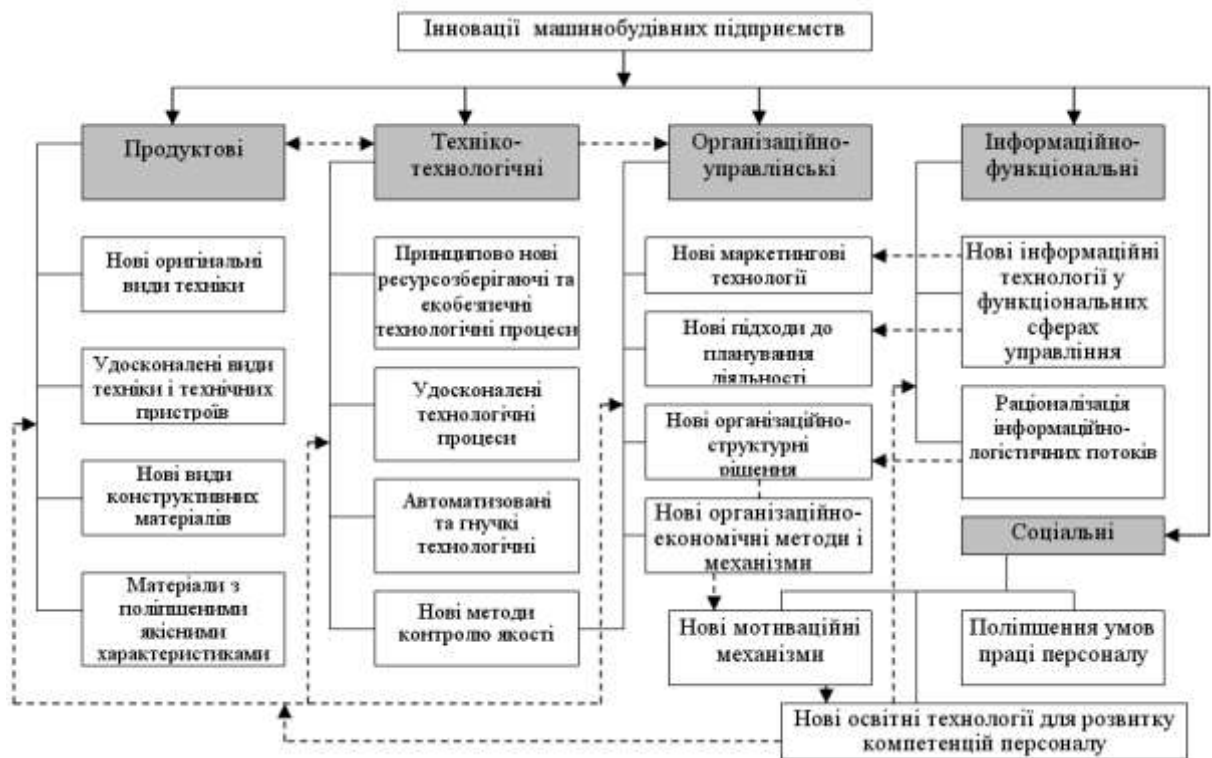 Інновації машинобудівних підприємств
Продуктові
Техніко-
технологічні
Організаційно-
управлінські
Інформаційно-
функціональні
Нові оригінальні
види техніки
Удосконалені види
техніки і технічних
пристроїв
Нові види
конструктивних
матеріалів
Матеріали з
поліпшеними
якісними
характеристиками
Принципово нові
ресурсозберігаючі та
екобезпечні
технологічні процеси
Удосконалені
технологічні
процеси
Автоматизовані
та гнучкі
технологічні
Нові методи
контролю якості
Нові маркетингові
технології
Нові підходи до
планування
діяльності
Нові організаційно-
структурні
рішення
Нові організаційно-
економічні методи і
механізми
Нові мотиваційні
механізми
Нові інформаційні
технології у
функціональних
сферах
управління
Раціоналізація
інформаційно-
логістичних потоків
Соціальні
Поліпшення умов
праці персоналу
Нові освітні технології для розвитку
компетенцій персоналу